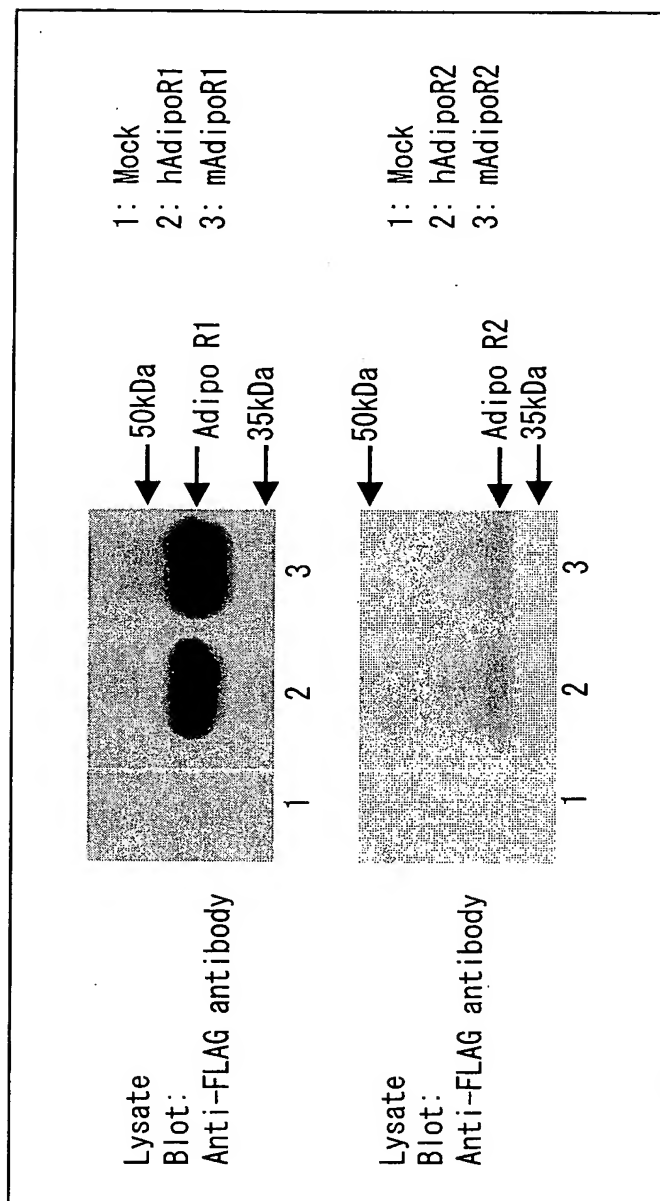 Lysate
Blot:
Anti-FLAG antibody
1 2 3
50kDa
Adipo R1
35kDa
1: Mock
2: hAdipoR1
3: mAdipoR1
Lysate
Blot:
Anti-FLAG antibody
1 2 3
50kDa
Adipo R2
35kDa
1: Mock
2: hAdipoR2
3: mAdipoR2